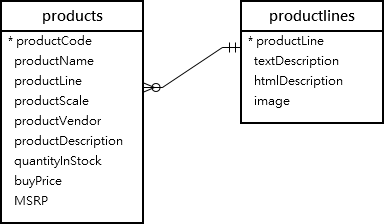 products
* productCode
productName
productLine
productScale
productVendor
productDescription
quantityInStock
buyPrice
MSRP
productlines
* productLine
textDescription
htmlDescription
image